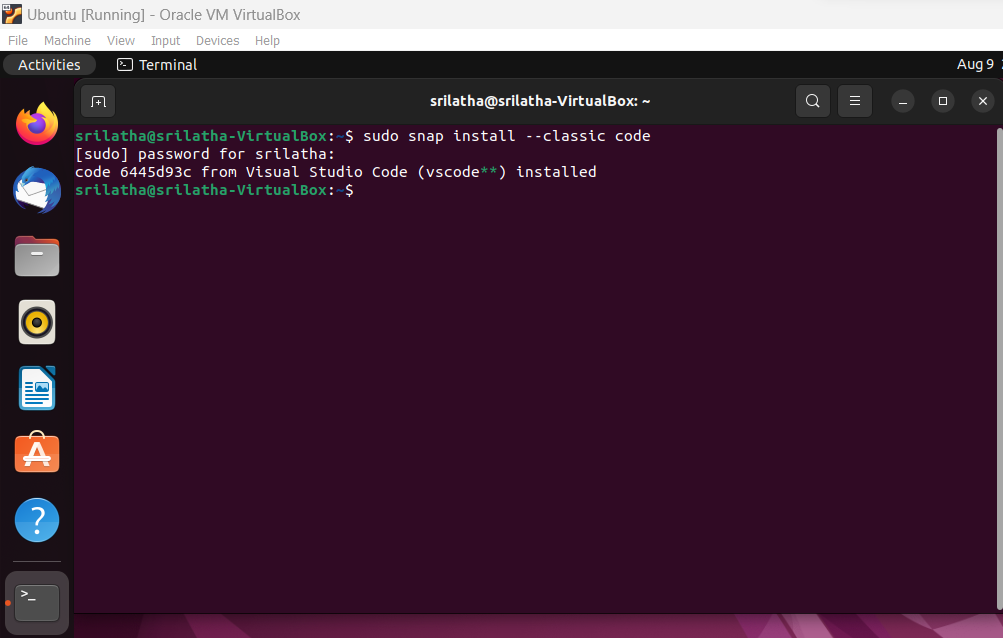 Ubuntu [Running] - Oracle VM VirtualBox
File Machine View Input Devices Help
Activities Terminal Aug 9
srilatha@srilatha-VirtualBox: ~
srilatha@srilatha-VirtualBox:~$ sudo snap install --classic code
[sudo] password for srilatha:
code 6445d93c from Visual Studio Code (vscode**) installed
srilatha@srilatha-VirtualBox:~$